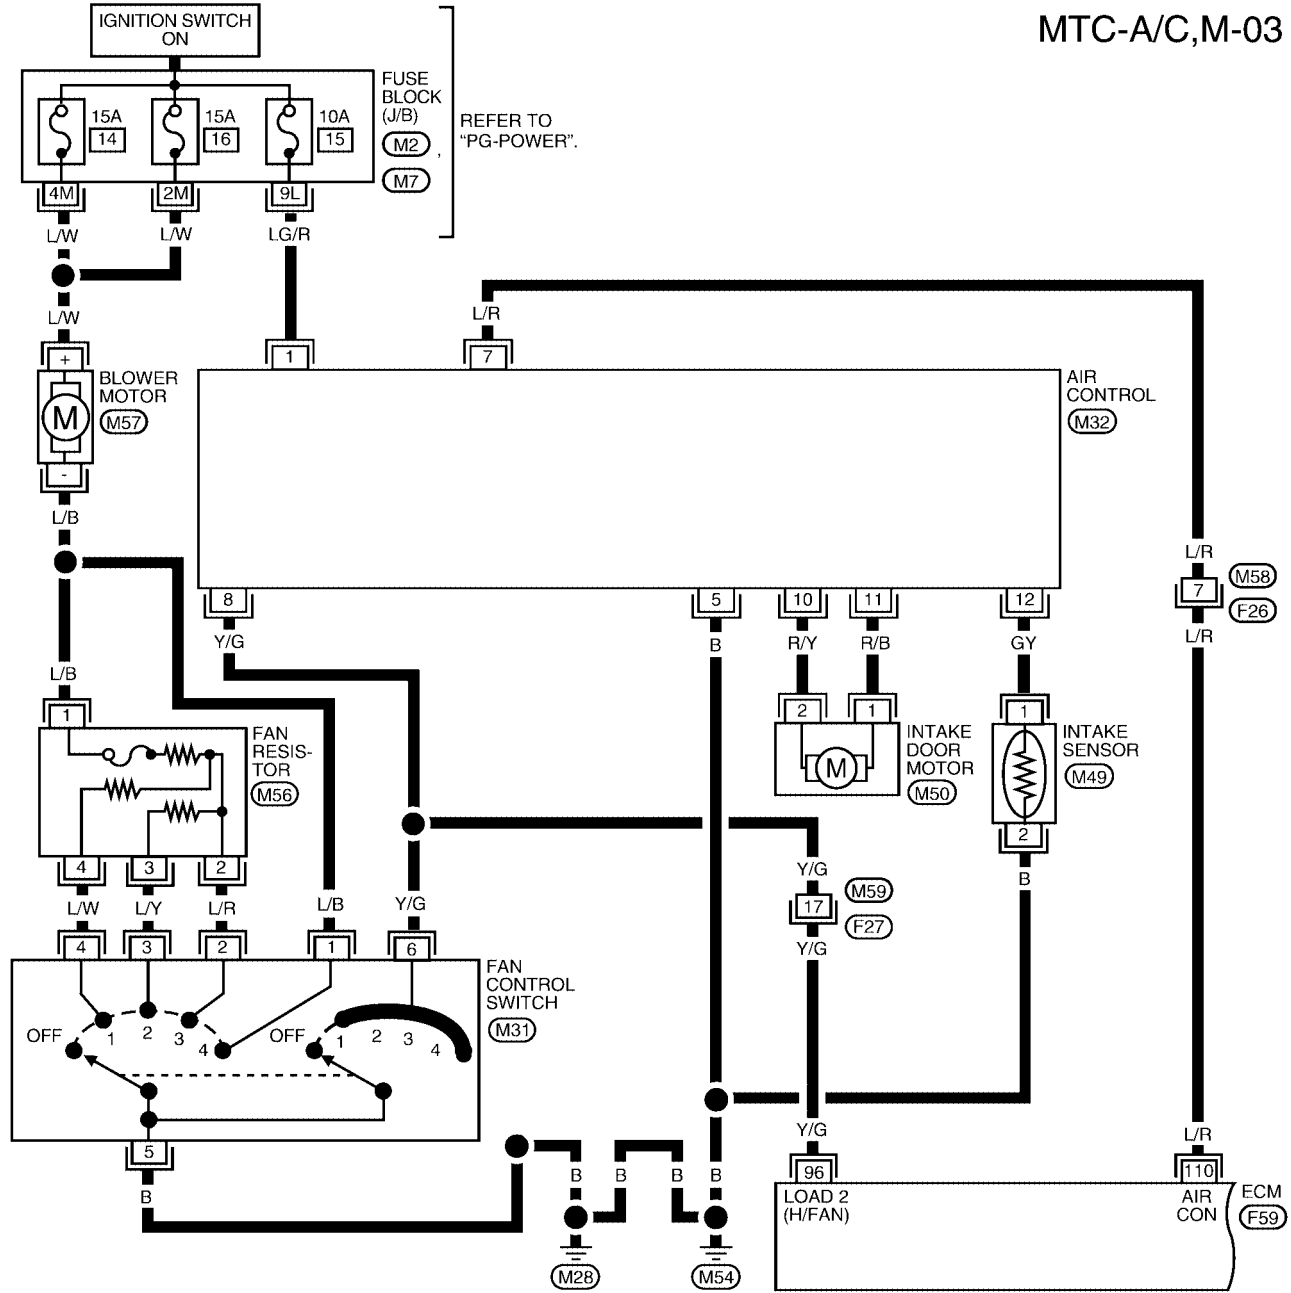 MTC-A/C,M-03
IGNITION SWITCH
ON
FUSE
BLOCK
(J/B)
M2 ,
M7
REFER TO
“PG-POWER”.
15A
14
15A
16
10A
15
4M
2M
9L
L/W
L/W
LG/R
L/W
L/R
+
1
7
BLOWER
MOTOR
M57
M
-
AIR
CONTROL
M32
L/B
L/R
7
M58
F26
L/R
8
5
10
11
12
Y/G
B
R/Y
R/B
GY
L/B
1
2
1
1
FAN
RESIS-
TOR
M56
INTAKE
DOOR
MOTOR
M50
M
INTAKE
SENSOR
M49
2
4
3
2
Y/G
B
17
M59
F27
L/W
L/Y
L/R
L/B
Y/G
Y/G
4
3
2
1
6
FAN
CONTROL
SWITCH
M31
OFF
1
2
3
4
OFF
1
2
3
4
5
Y/G
L/R
B
B
B
B
B
96
110
LOAD 2
(H/FAN)
AIR
CON
ECM
F59
M28
M54